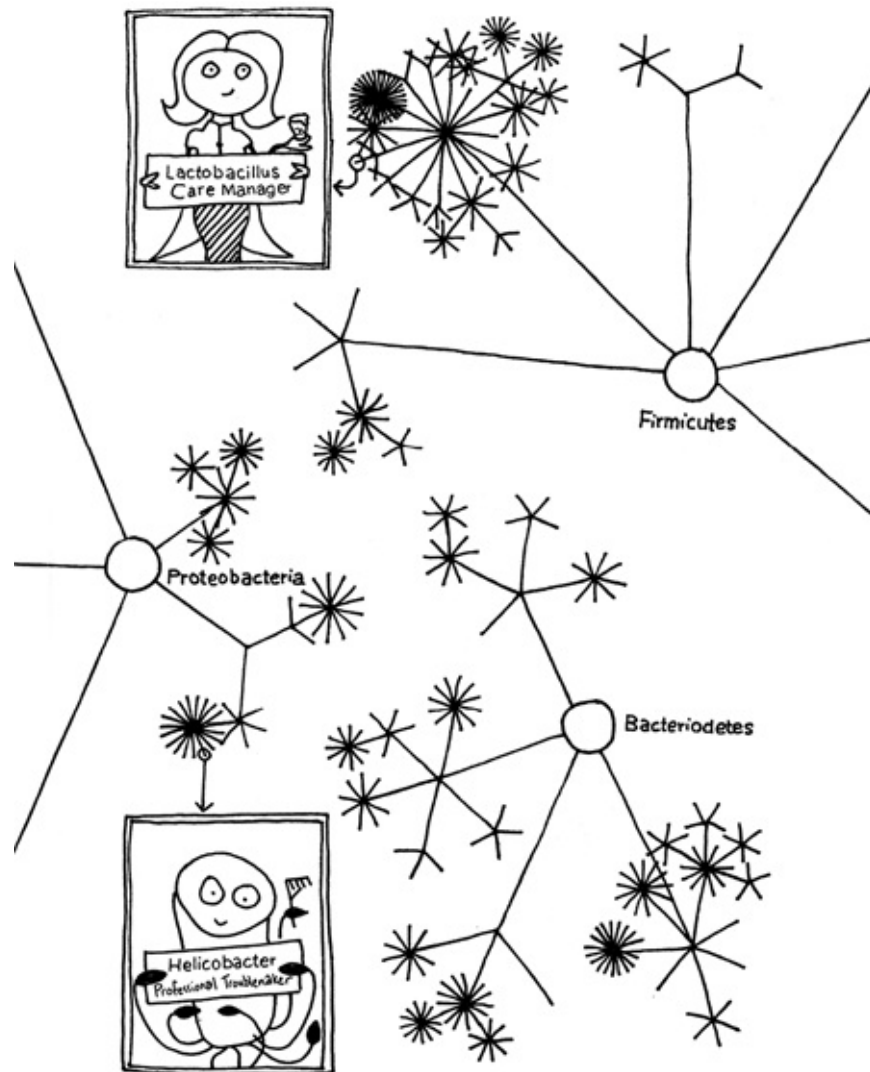 Lactobacillus
Care Manager
Firmicutes
Proteobacteria
Bacteriodetes
Helicobacter
Professional Troublemaker